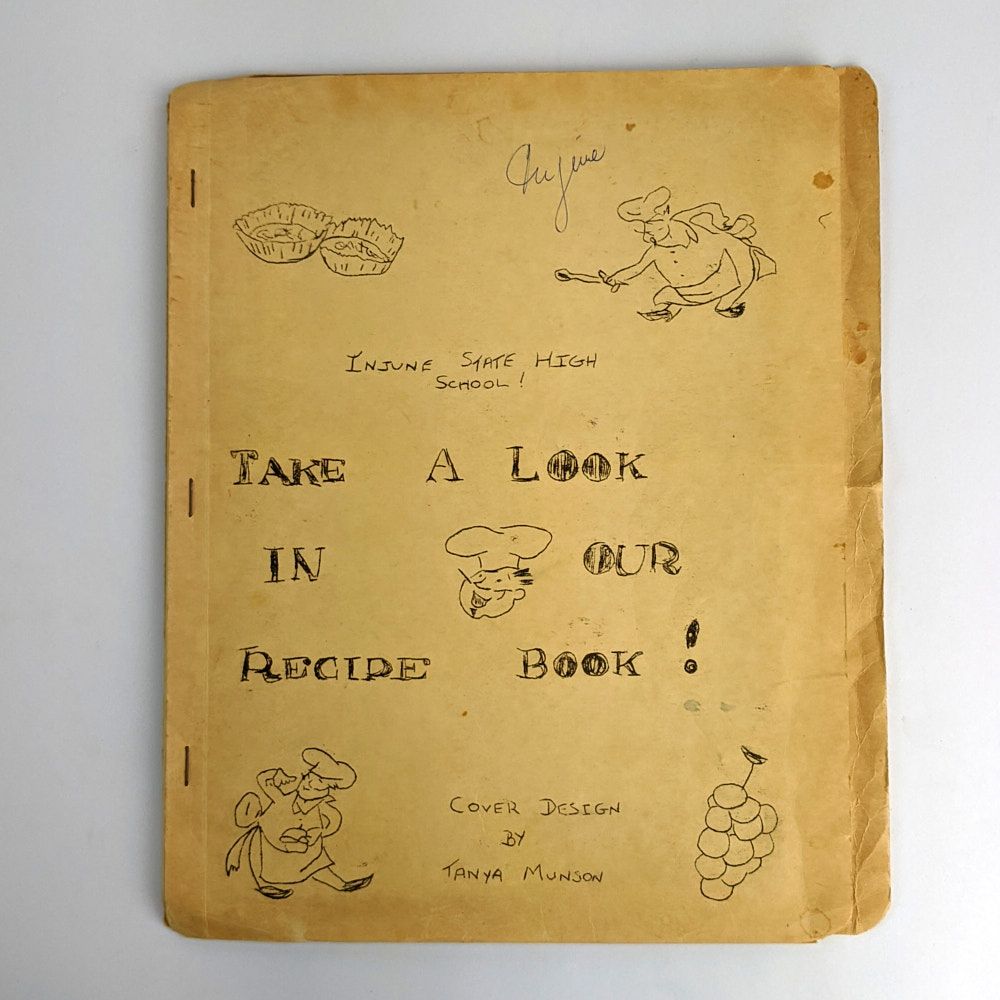 Injune
INJUNE STATE HIGH
SCHOOL!
TAKE A LOOK
IN OUR
RECIPE BOOK!
COVER DESIGN
BY
TANYA MUNSON